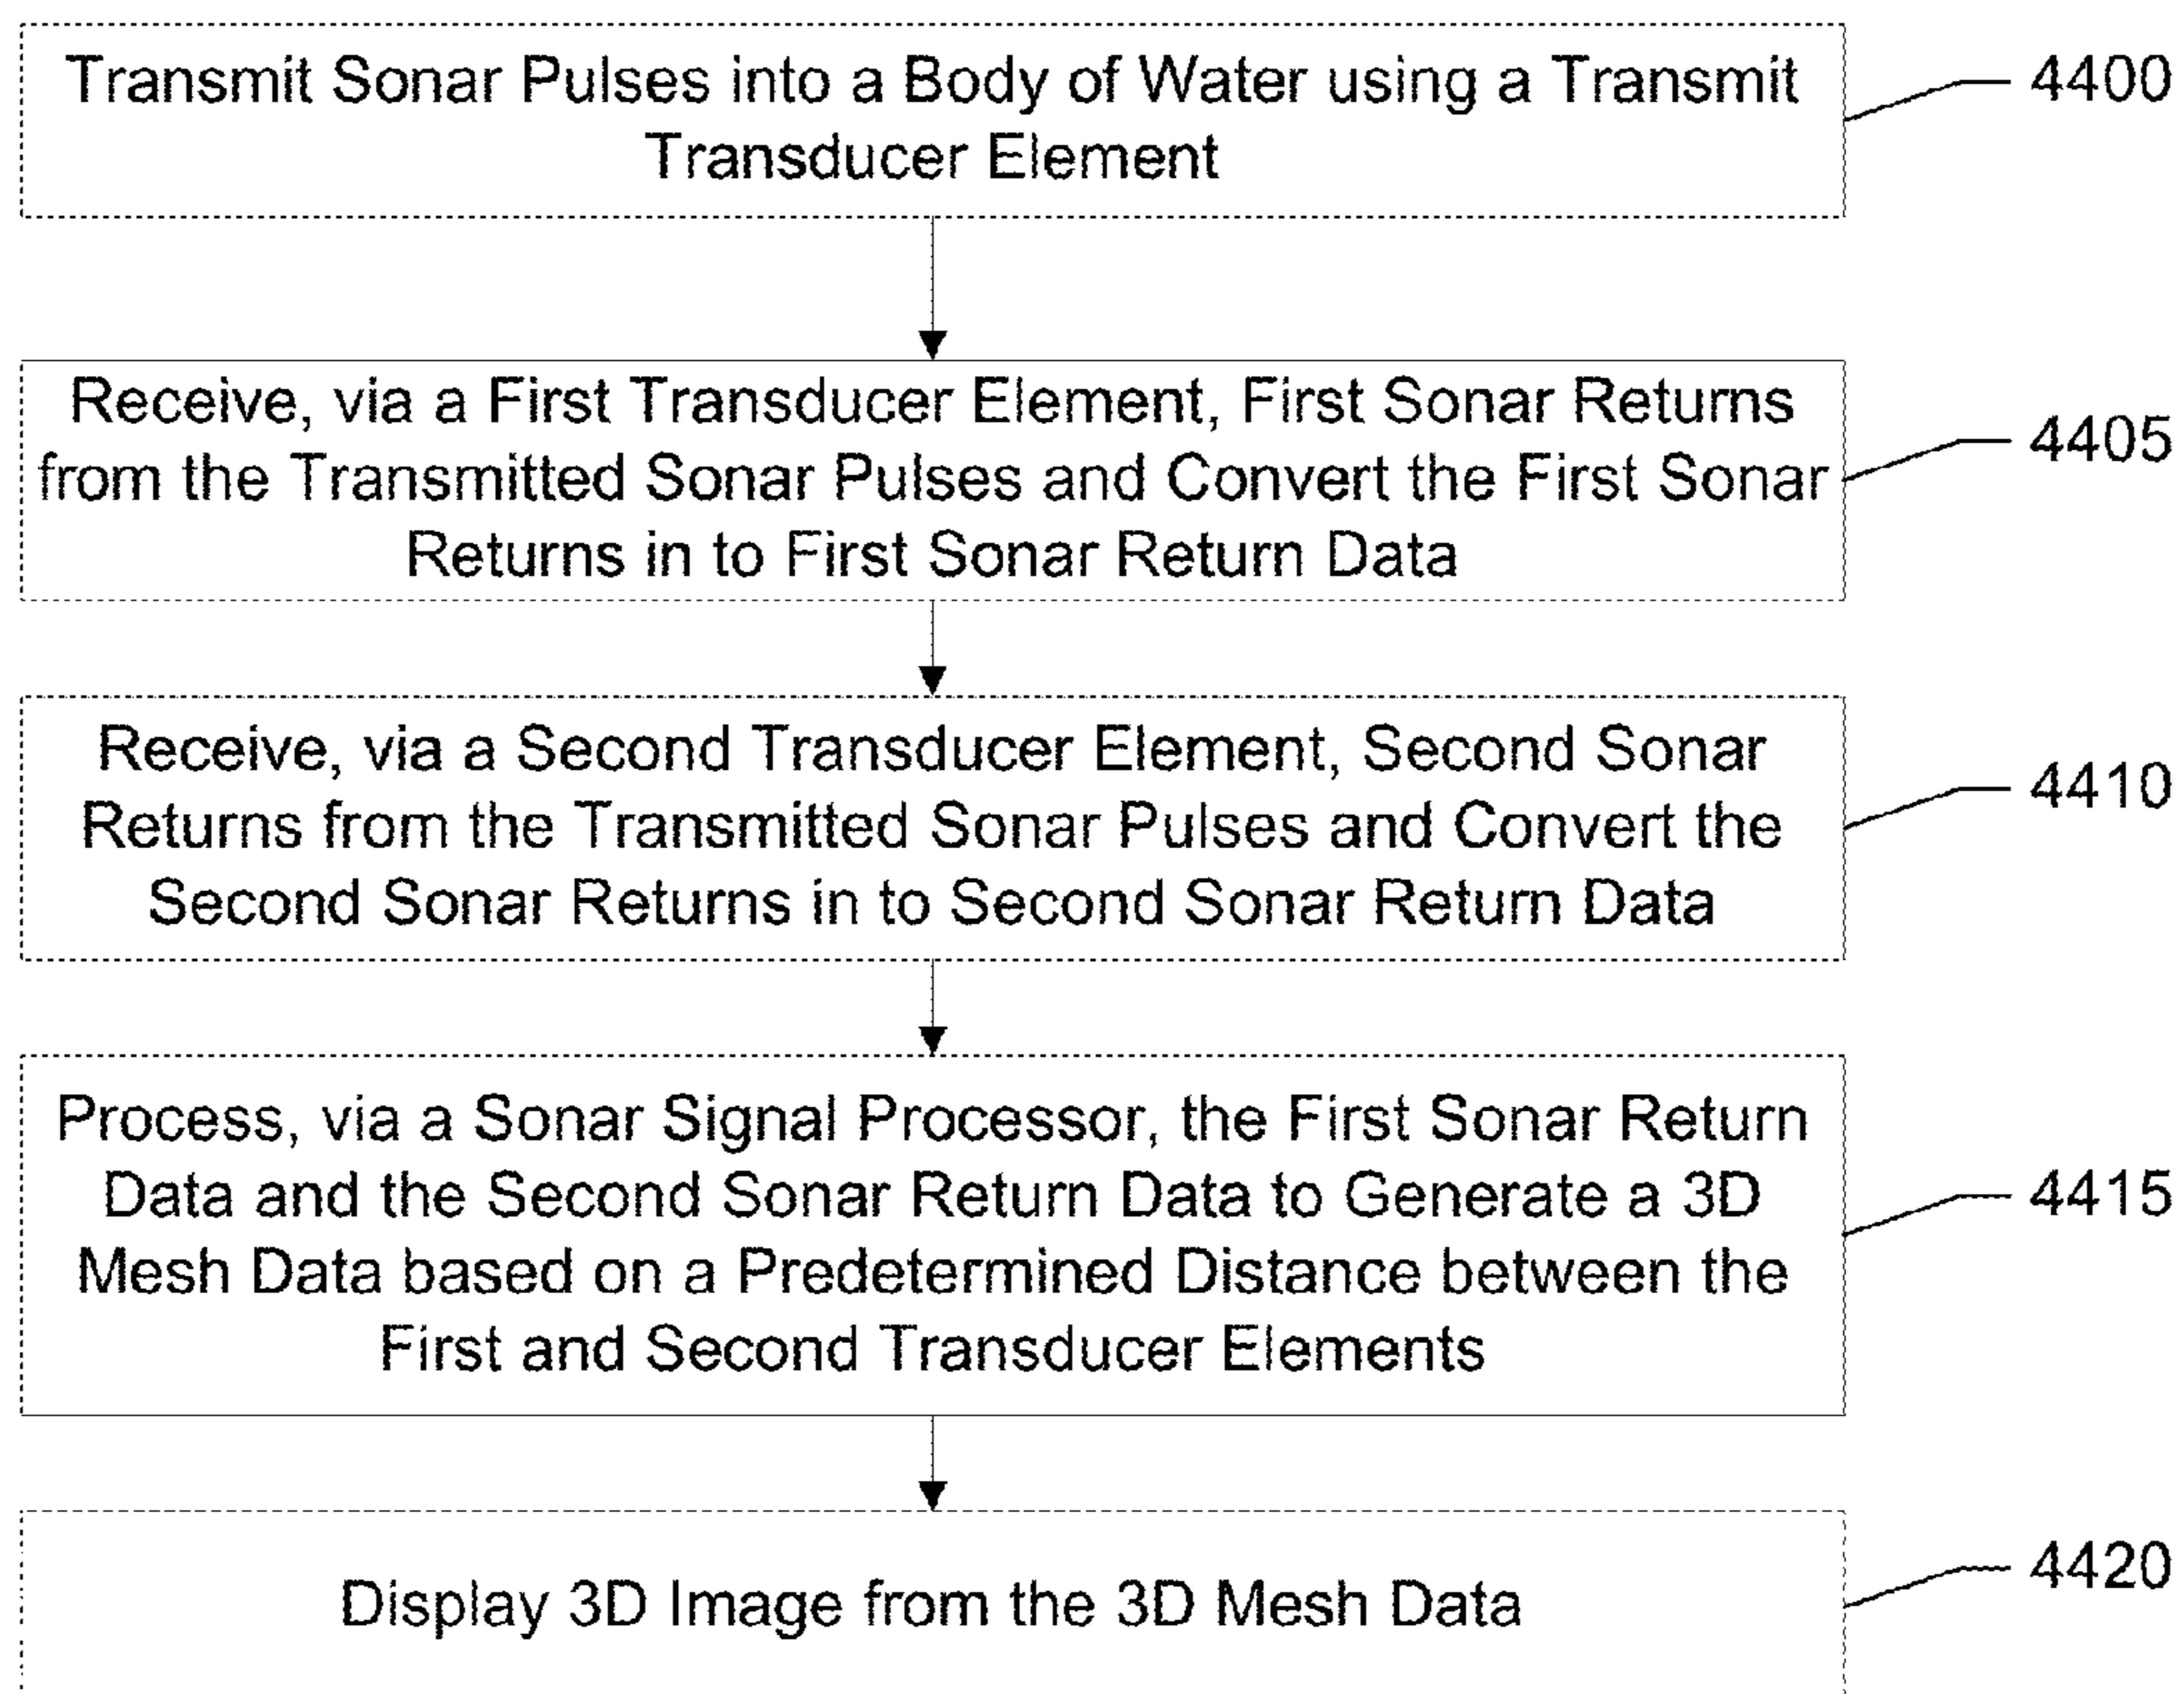 Transmit Sonar Pulses into a Body of Water using a Transmit
Transducer Element
4400
Receive, via a First Transducer Element, First Sonar Returns
from the Transmitted Sonar Pulses and Convert the First Sonar
Returns in to First Sonar Return Data
4405
Receive, via a Second Transducer Element, Second Sonar
Returns from the Transmitted Sonar Pulses and Convert the
Second Sonar Returns in to Second Sonar Return Data
4410
Process, via a Sonar Signal Processor, the First Sonar Return
Data and the Second Sonar Return Data to Generate a 3D
Mesh Data based on a Predetermined Distance between the
First and Second Transducer Elements
4415
Display 3D Image from the 3D Mesh Data
4420